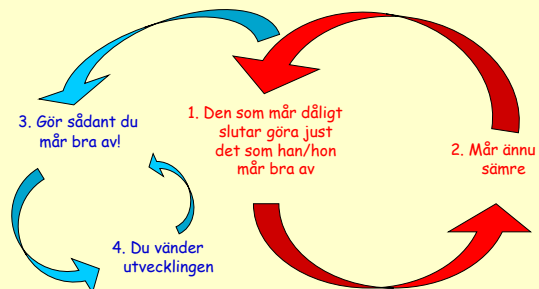 1. Den som mår dåligt
slutar göra just
det som han/hon
mår bra av
2. Mår ännu
sämre
3. Gör sådant du
mår bra av!
4. Du vänder
utvecklingen